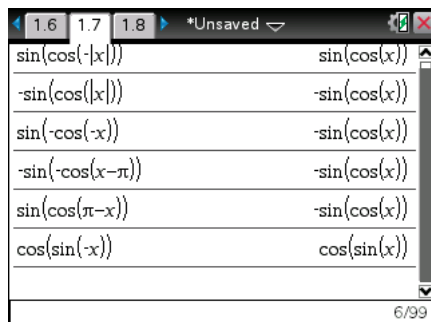 1.6 1.7 1.8 *Unsaved
sin(cos(-|x|)) sin(cos(x))
-sin(cos(|x|)) -sin(cos(x))
sin(-cos(-x)) -sin(cos(x))
-sin(-cos(x-π)) -sin(cos(x))
sin(cos(π-x)) -sin(cos(x))
cos(sin(-x)) cos(sin(x))
6/99